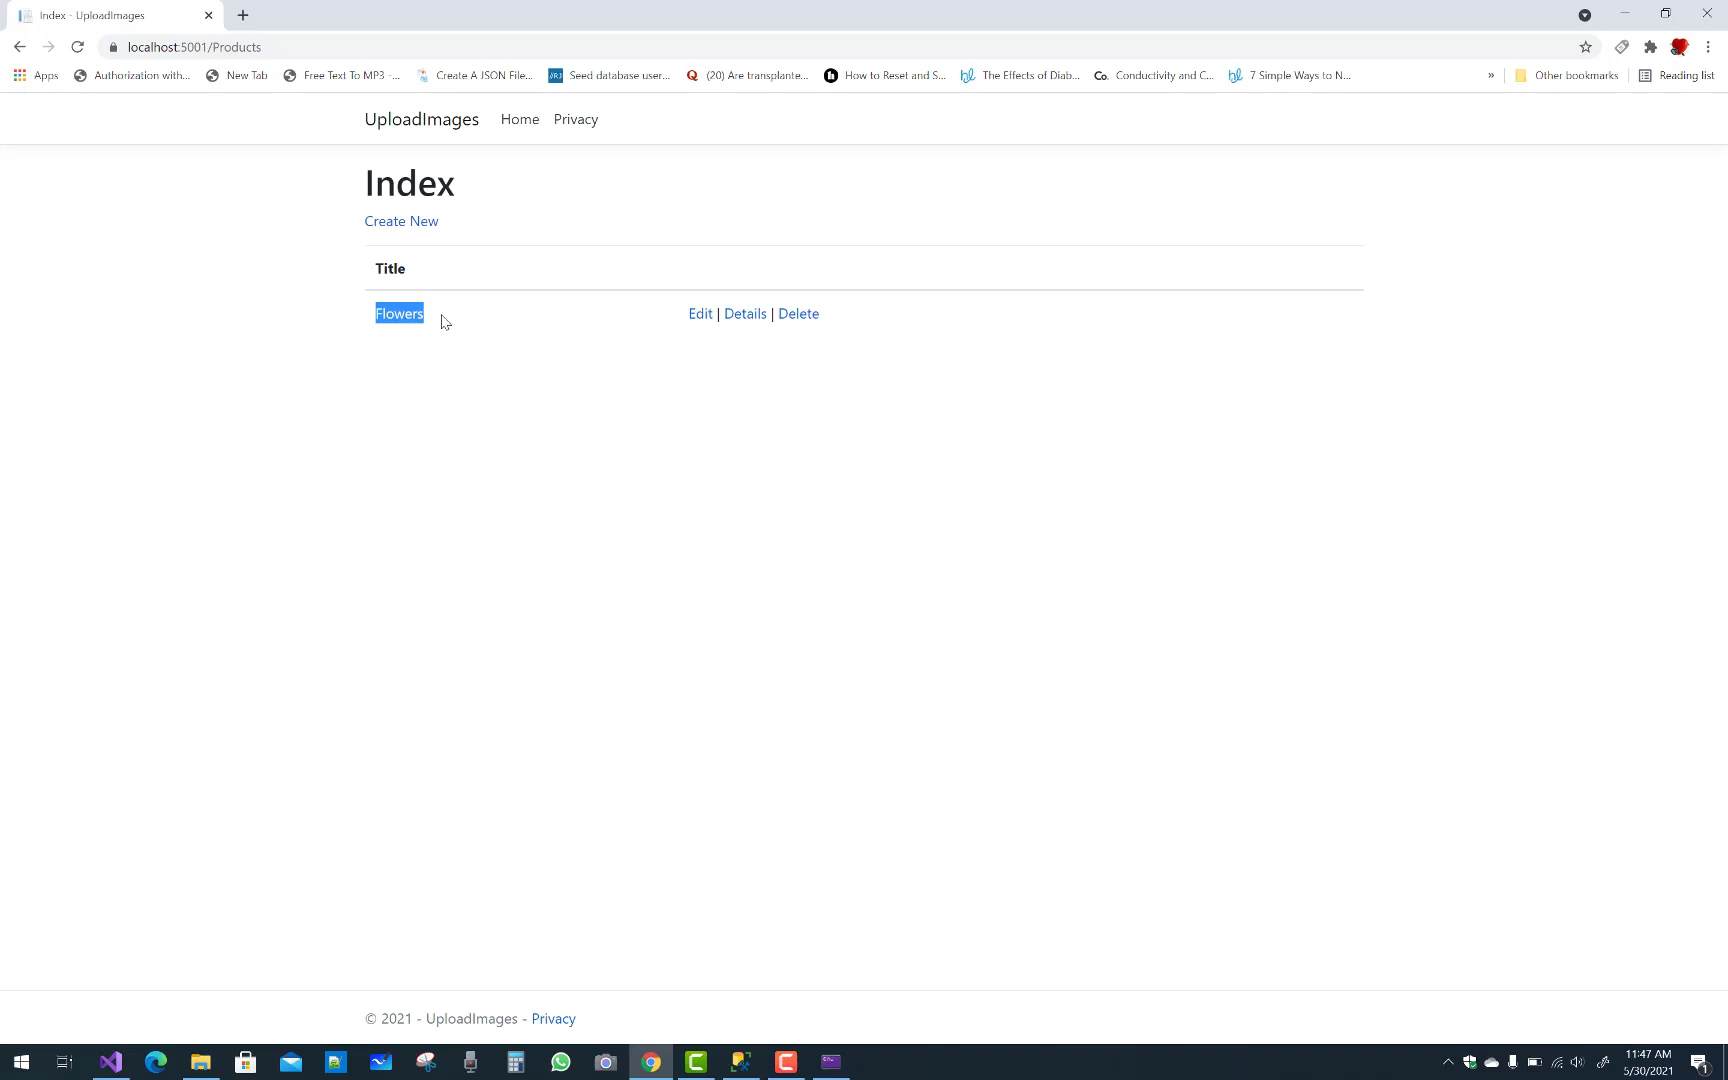 Index - UploadImages
localhost:5001/Products
Apps
Authorization with...
New Tab
Free Text To MP3 -...
Create A JSON File...
Seed database user...
(20) Are transplante...
How to Reset and S...
The Effects of Diab...
Co. Conductivity and C...
7 Simple Ways to N...
»
Other bookmarks
Reading list
UploadImages Home Privacy
Index
Create New
Title
Flowers Edit | Details | Delete
© 2021 - UploadImages - Privacy
11:47 AM
5/30/2021
1